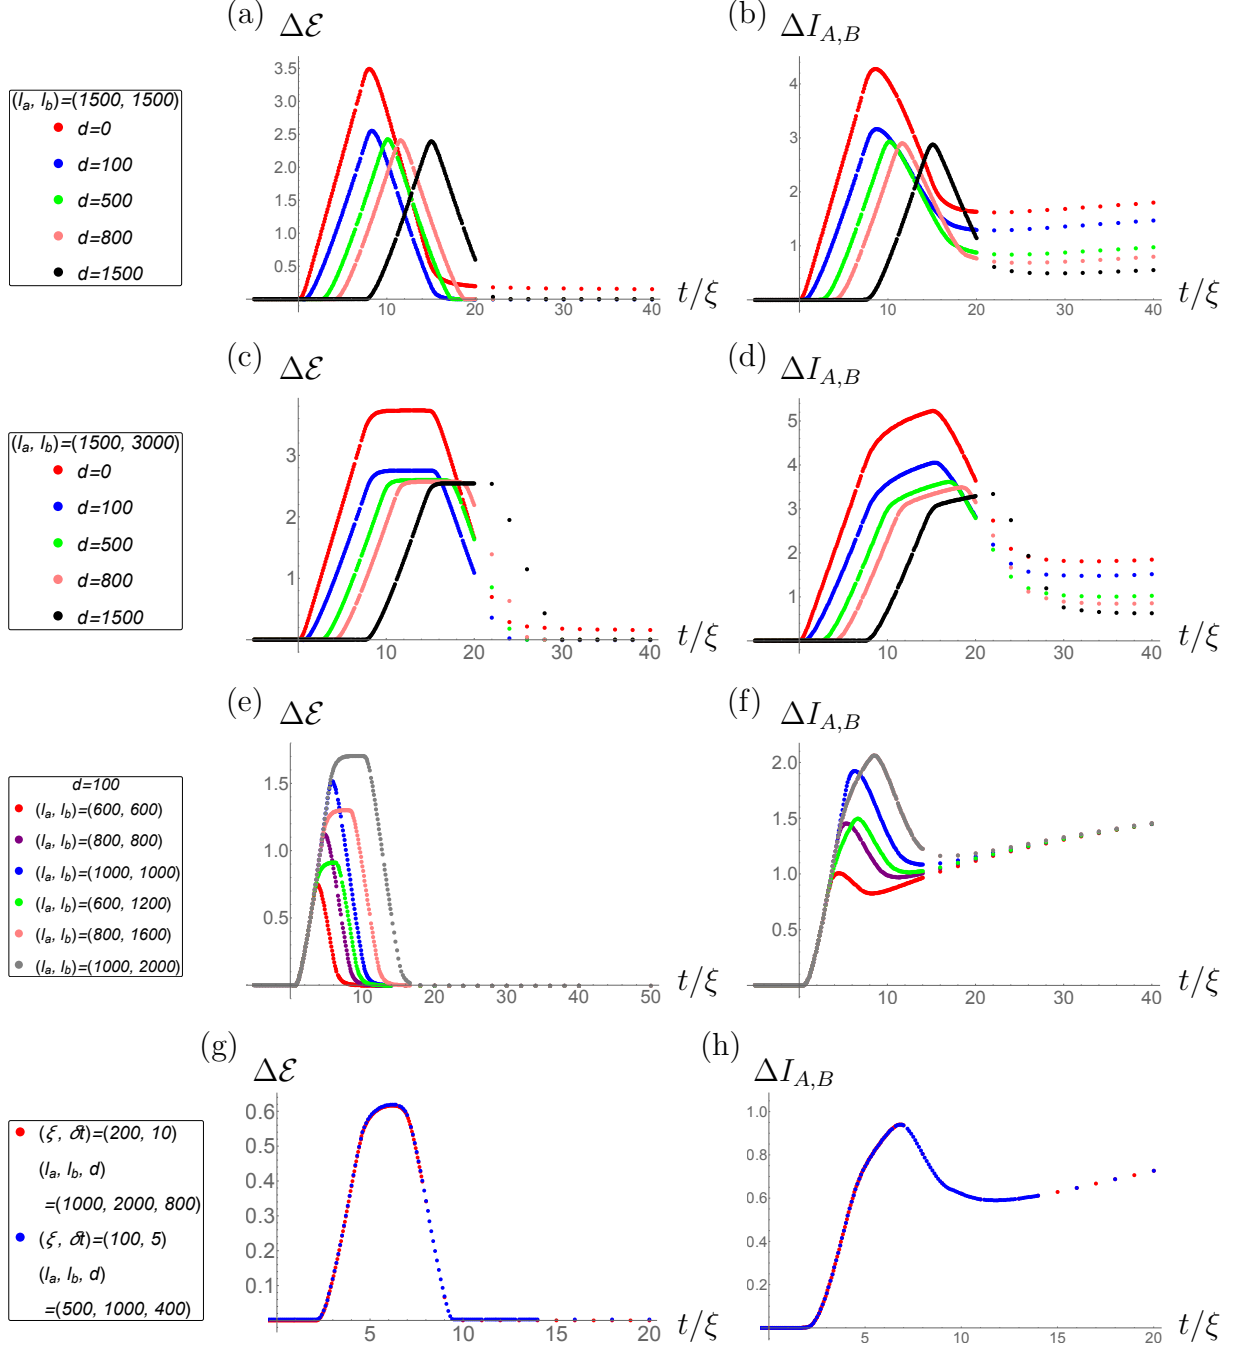 (a) Δℰ
(b) ΔI_{A,B}
(l_a, l_b)=(1500, 1500)
d=0
d=100
d=500
d=800
d=1500
3.5
3.0
2.5
2.0
1.5
1.0
0.5
10 20 30 40 t/ξ
4
3
2
1
10 20 30 40 t/ξ
(c) Δℰ
(d) ΔI_{A,B}
(l_a, l_b)=(1500, 3000)
d=0
d=100
d=500
d=800
d=1500
3
2
1
10 20 30 40 t/ξ
5
4
3
2
1
10 20 30 40 t/ξ
(e) Δℰ
(f) ΔI_{A,B}
d=100
(l_a, l_b)=(600, 600)
(l_a, l_b)=(800, 800)
(l_a, l_b)=(1000, 1000)
(l_a, l_b)=(600, 1200)
(l_a, l_b)=(800, 1600)
(l_a, l_b)=(1000, 2000)
1.5
1.0
0.5
10 20 30 40 50 t/ξ
2.0
1.5
1.0
0.5
10 20 30 40 t/ξ
(g) Δℰ
(h) ΔI_{A,B}
(ξ, δt)=(200, 10)
(l_a, l_b, d)
=(1000, 2000, 800)
(ξ, δt)=(100, 5)
(l_a, l_b, d)
=(500, 1000, 400)
0.6
0.5
0.4
0.3
0.2
0.1
5 10 15 20 t/ξ
1.0
0.8
0.6
0.4
0.2
5 10 15 20 t/ξ